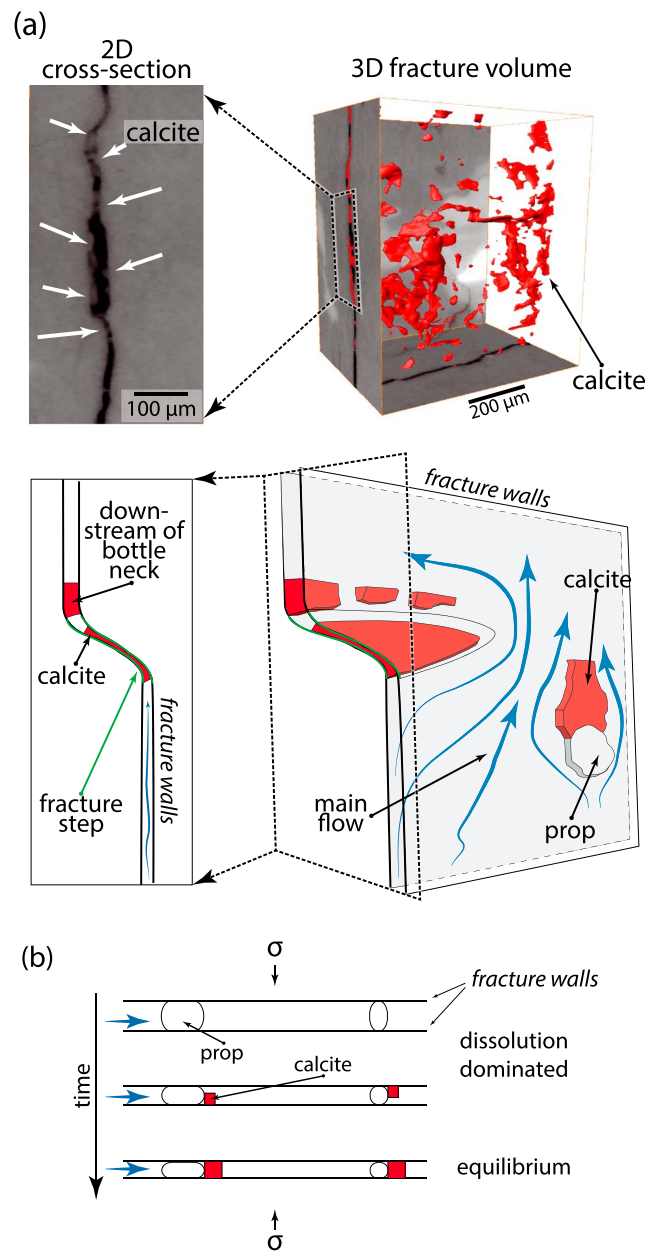 (a)
2D
cross-section
calcite
100 µm
3D fracture volume
calcite
200 µm
down-
stream of
bottle
neck
calcite
fracture
step
fracture walls
fracture walls
calcite
main
flow
prop
(b)
σ
fracture walls
prop
dissolution
dominated
time
calcite
equilibrium
σ